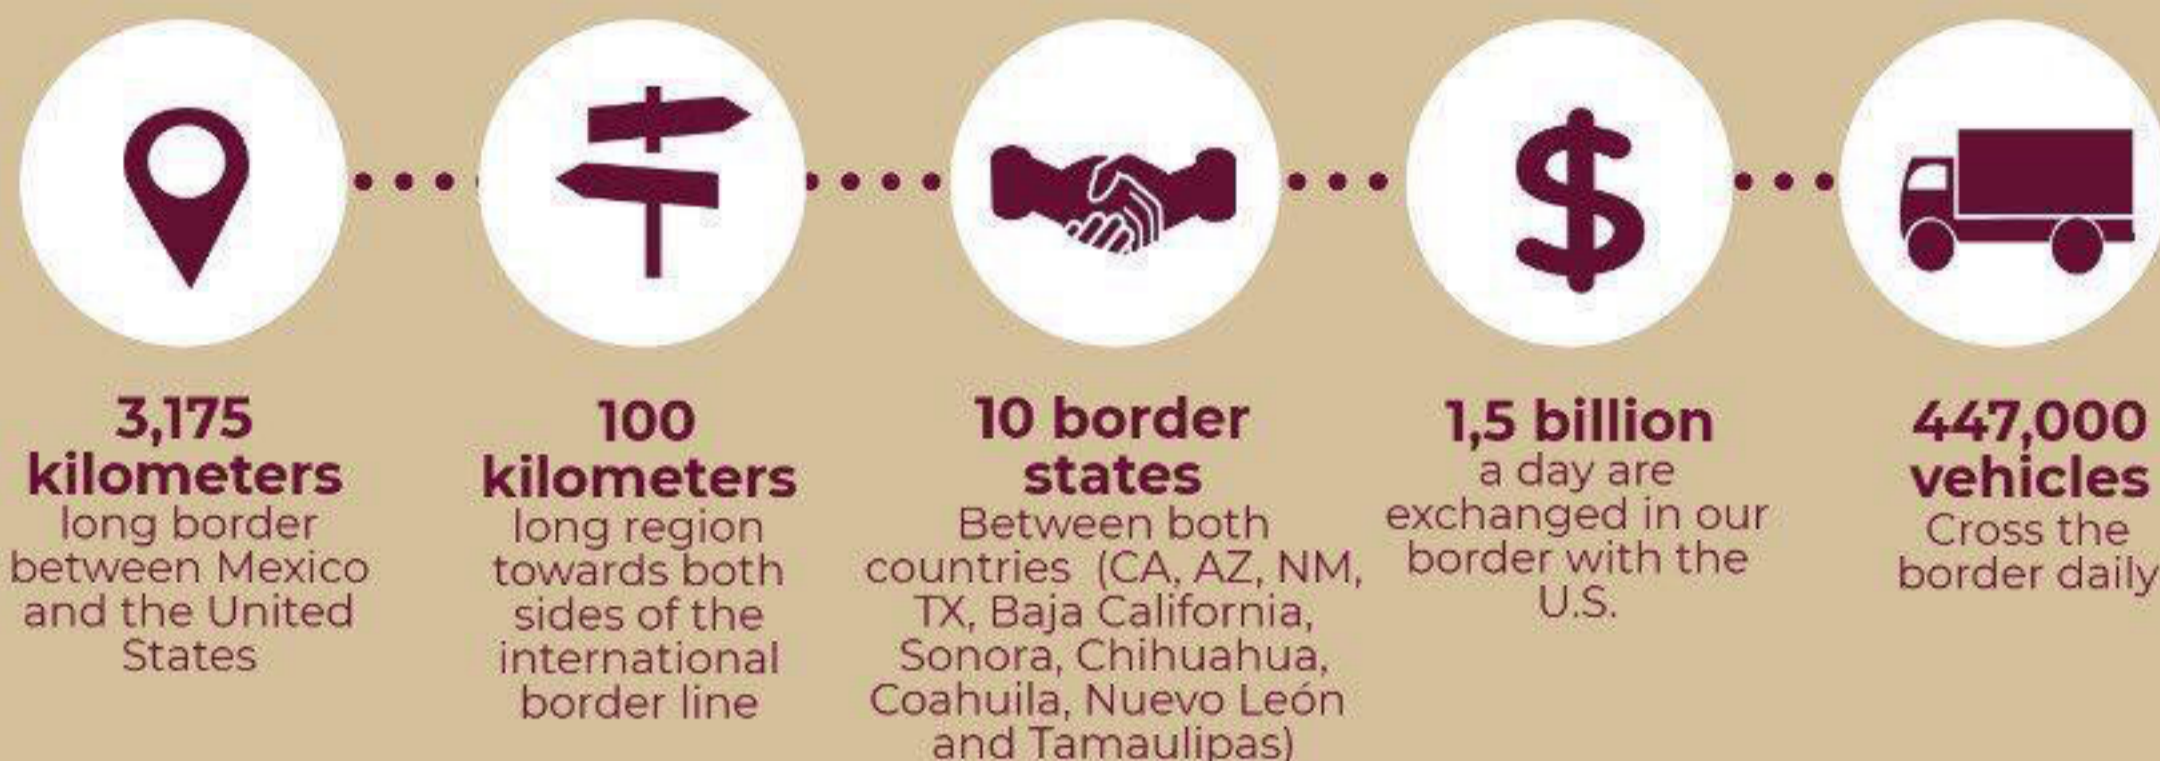 3,175
kilometers
long border
between Mexico
and the United
States
100
kilometers
long region
towards both
sides of the
international
border line
10 border
states
Between both
countries (CA, AZ, NM,
TX, Baja California,
Sonora, Chihuahua,
Coahuila, Nuevo León
and Tamaulipas)
1,5 billion
a day are
exchanged in our
border with the
U.S.
447,000
vehicles
Cross the
border daily